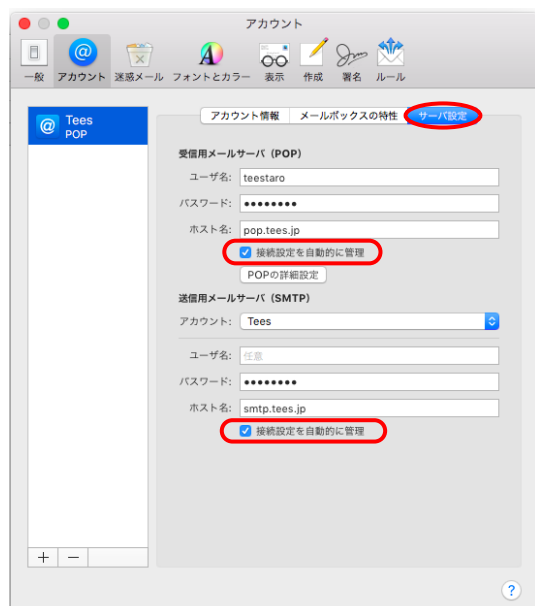 アカウント
一般 アカウント 迷惑メール フォントとカラー 表示 作成 署名 ルール
Tees
POP
アカウント情報 メールボックスの特性 サーバ設定
受信用メールサーバ（POP）
ユーザ名: teestaro
パスワード: ••••••••
ホスト名: pop.tees.jp
接続設定を自動的に管理
POPの詳細設定
送信用メールサーバ（SMTP）
アカウント: Tees
ユーザ名: 任意
パスワード: ••••••••
ホスト名: smtp.tees.jp
接続設定を自動的に管理
+ −
?